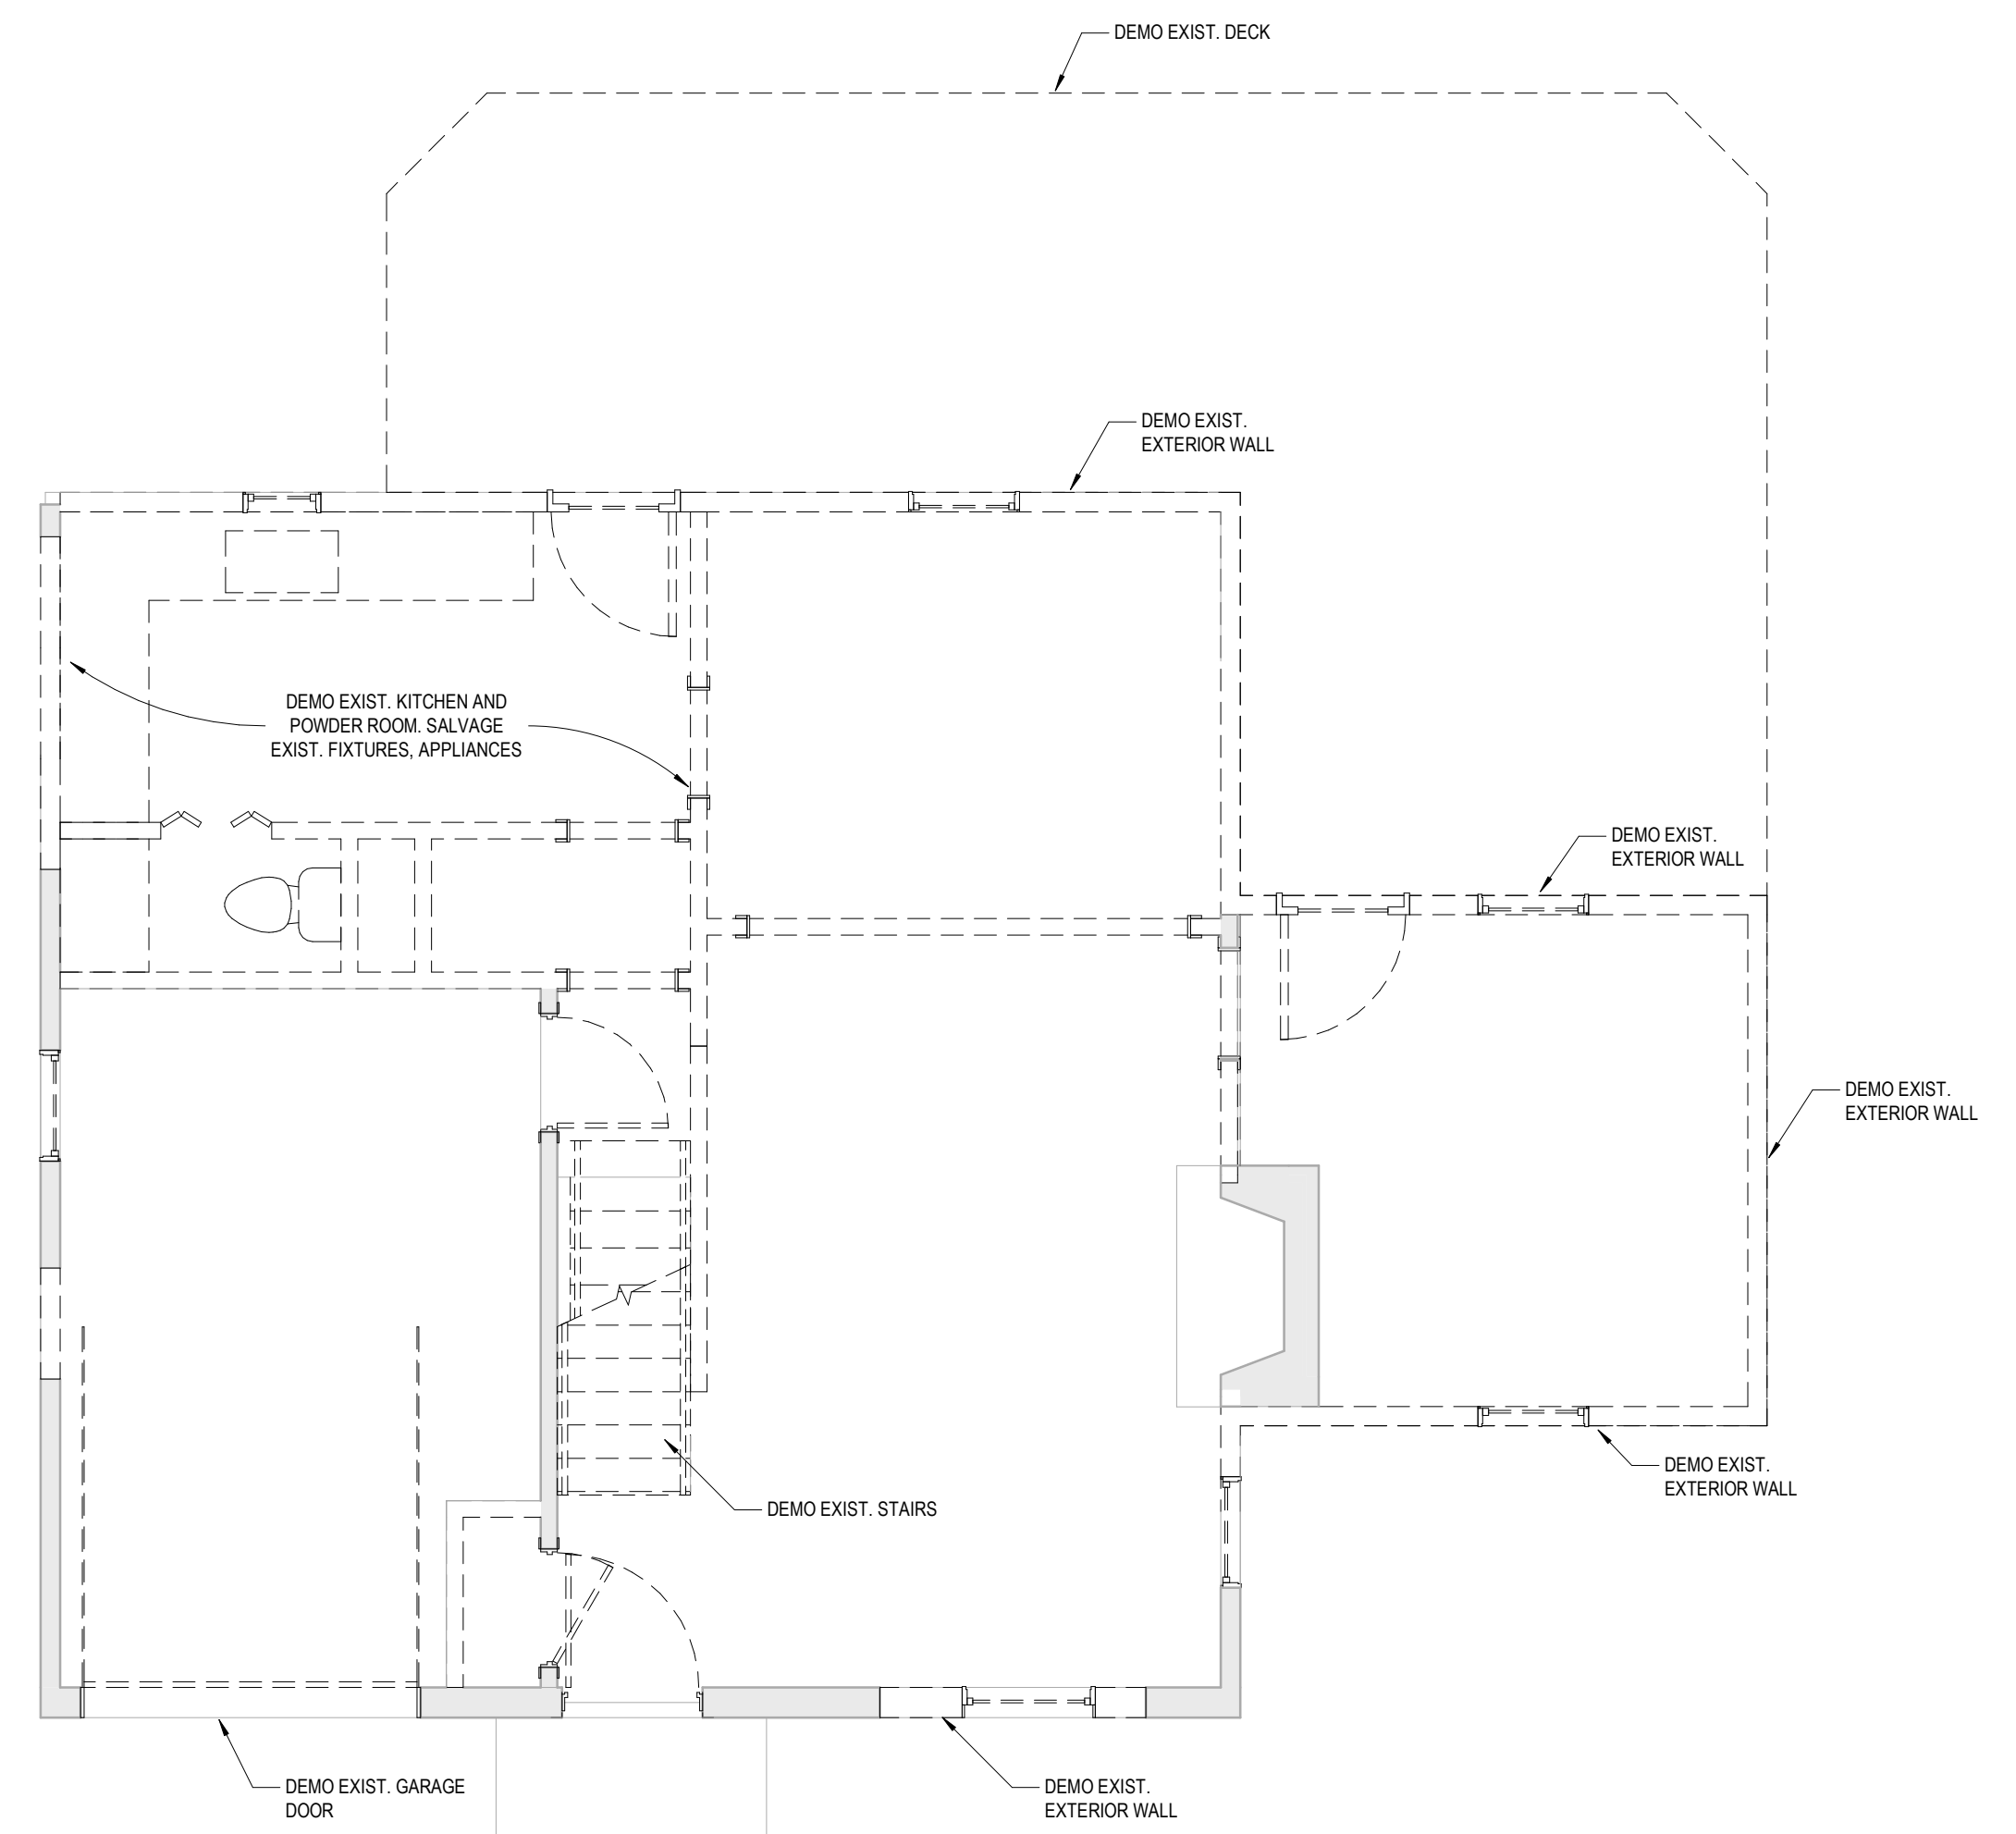 DEMO EXIST. DECK
DEMO EXIST.
EXTERIOR WALL
DEMO EXIST. KITCHEN AND
POWDER ROOM. SALVAGE
EXIST. FIXTURES, APPLIANCES
DEMO EXIST.
EXTERIOR WALL
DEMO EXIST.
EXTERIOR WALL
DEMO EXIST.
EXTERIOR WALL
DEMO EXIST. STAIRS
DEMO EXIST. GARAGE
DOOR
DEMO EXIST.
EXTERIOR WALL